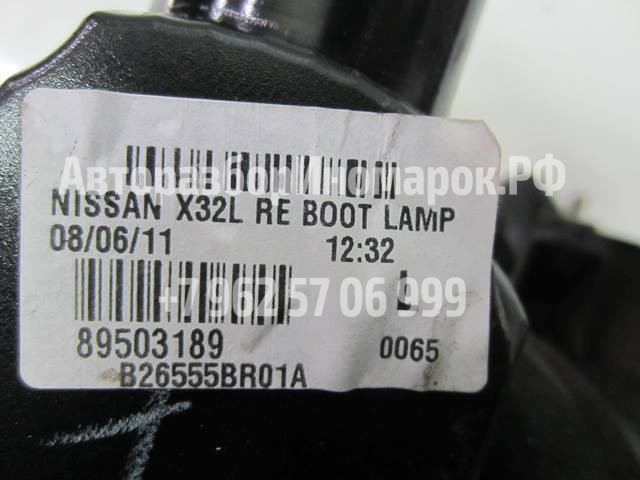 Авторазбор Иномарок.РФ
NISSAN X32L RE BOOT LAMP
08/06/11 12:32
+7 962 57 06 999
L
89503189 0065
B26555BR01A